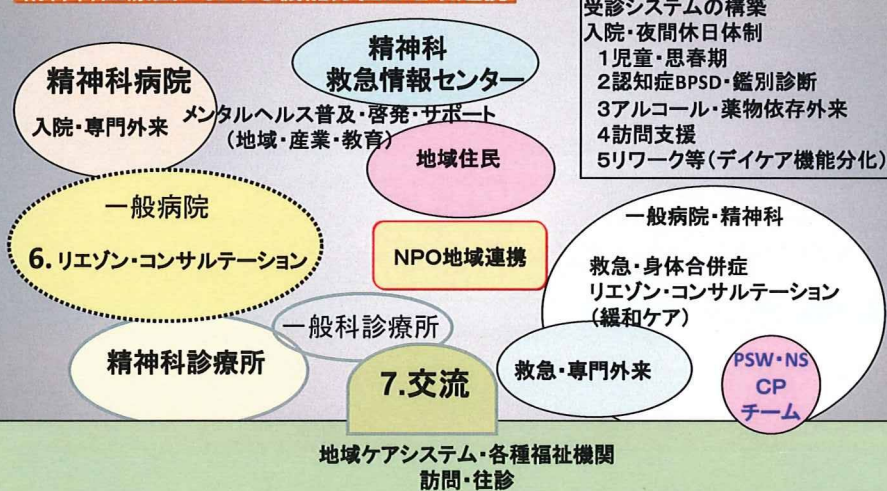 受診システムの構築
入院・夜間休日体制
1児童・思春期
2認知症BPSD・鑑別診断
3アルコール・薬物依存外来
4訪問支援
5リワーク等(デイケア機能分化)
精神科
救急情報センター
精神科病院
入院・専門外来
メンタルヘルス普及・啓発・サポート
(地域・産業・教育)
地域住民
一般病院
6.リエゾン・コンサルテーション
NPO地域連携
一般病院・精神科
救急・身体合併症
リエゾン・コンサルテーション
(緩和ケア)
一般科診療所
精神科診療所
7.交流
救急・専門外来
PSW・NS
CP
チーム
地域ケアシステム・各種福祉機関
訪問・往診